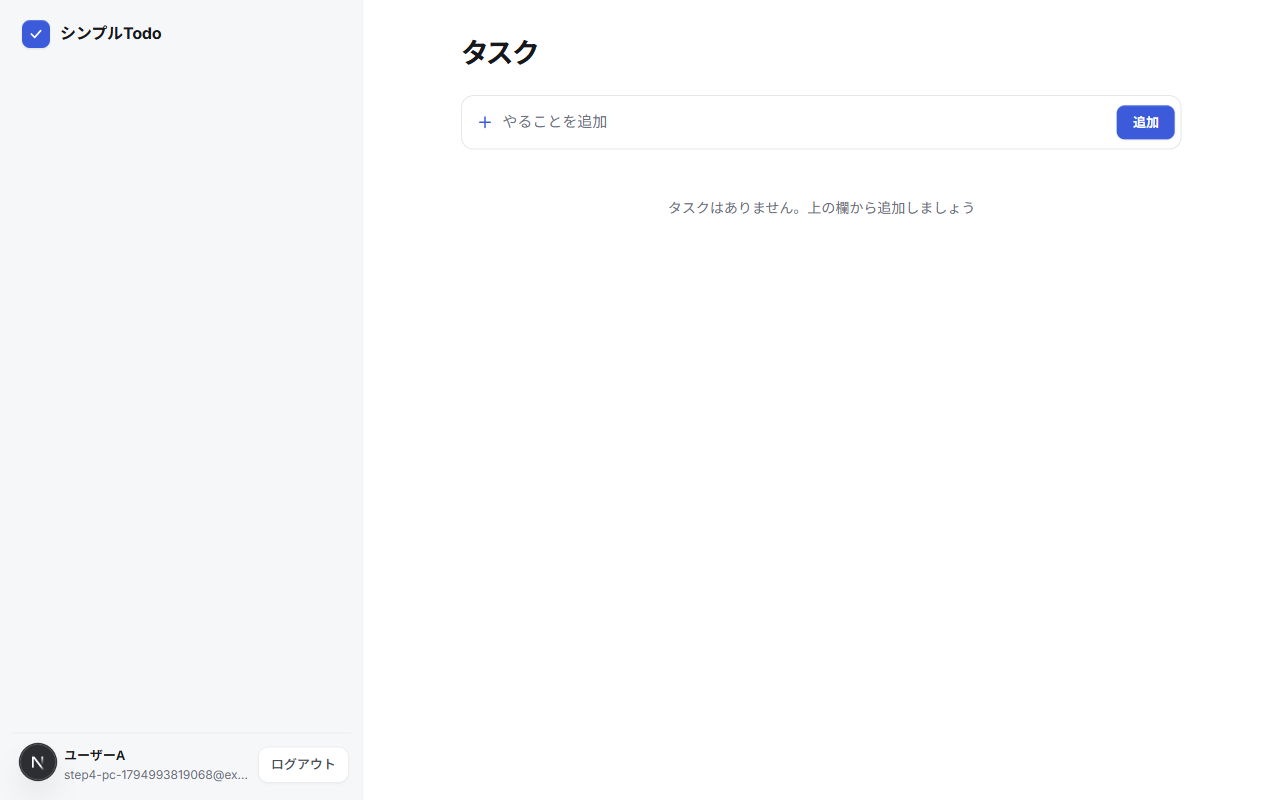 シンプルTodo
タスク
やることを追加
追加
タスクはありません。上の欄から追加しましょう
N
ユーザーA
step4-pc-1794993819068@ex...
ログアウト